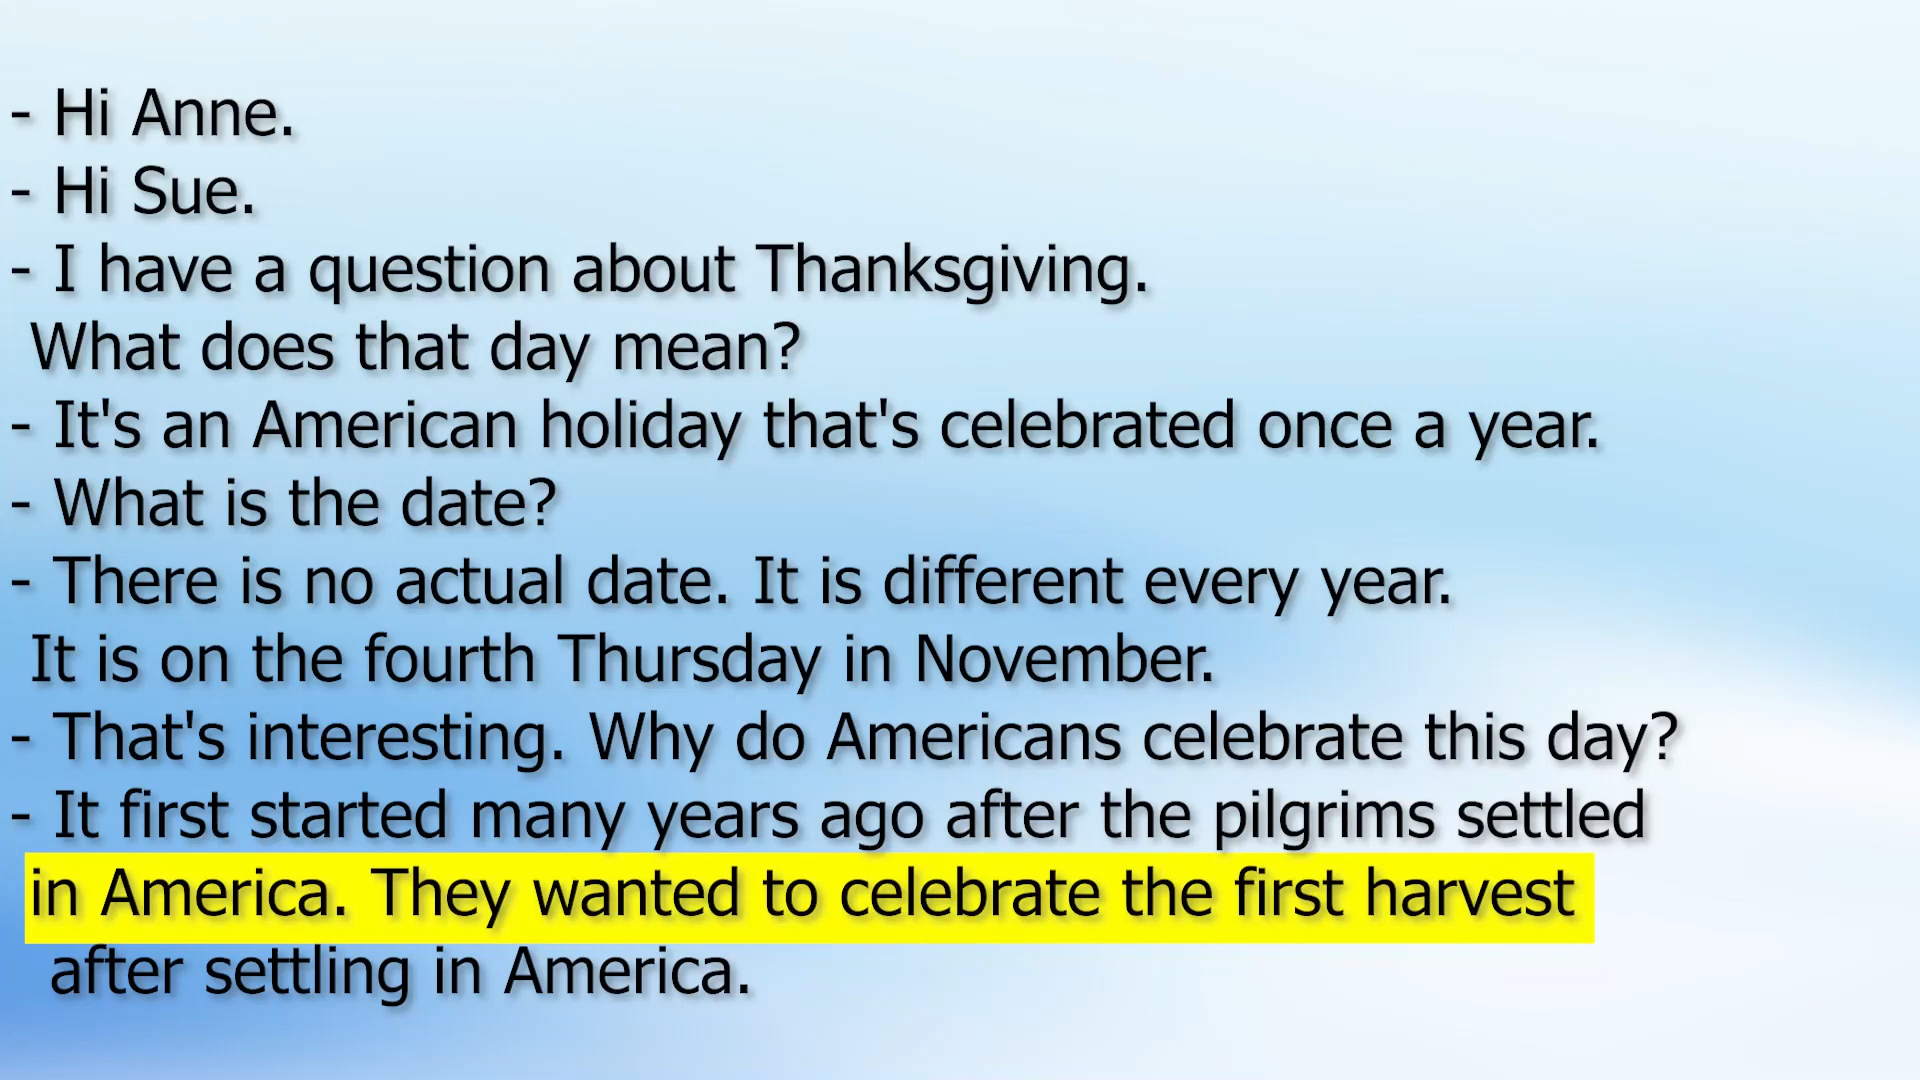 - Hi Anne.
- Hi Sue.
- I have a question about Thanksgiving.
What does that day mean?
- It's an American holiday that's celebrated once a year.
- What is the date?
- There is no actual date. It is different every year.
It is on the fourth Thursday in November.
- That's interesting. Why do Americans celebrate this day?
- It first started many years ago after the pilgrims settled
in America. They wanted to celebrate the first harvest
after settling in America.